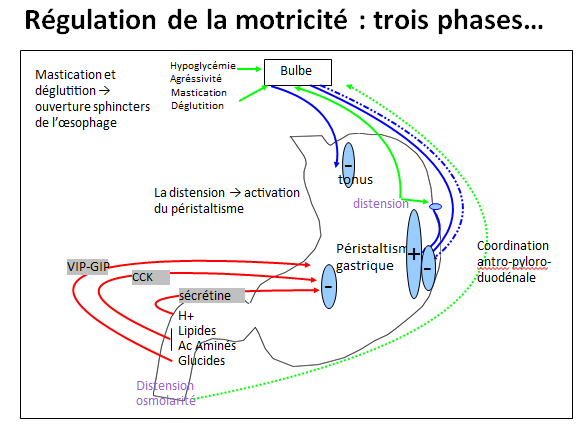 Régulation de la motricité : trois phases…
Mastication et
déglutition →
ouverture sphincters
de l'œsophage
Hypoglycémie
Agréssivité
Mastication
Déglutition
Bulbe
-
tonus
La distension → activation
du péristaltisme
distension
Péristaltism
gastrique
+
-
-
Coordination
antro-pyloro-
duodénale
VIP-GIP
CCK
sécrétine
H+
Lipides
Ac Aminés
Glucides
Distension
osmolarité